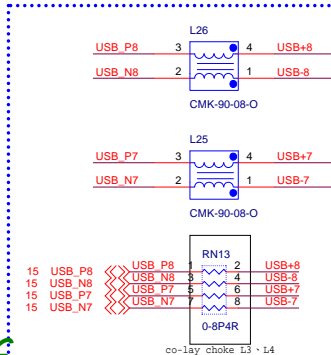 L26
USB_P8 3 4 USB+8
USB_N8 2 1 USB-8
CMK-90-08-O
L25
USB_P7 3 4 USB+7
USB_N7 2 1 USB-7
CMK-90-08-O
RN13
15 USB_P8 USB_P8 1 2 USB+8
15 USB_N8 USB_N8 3 4 USB-8
15 USB_P7 USB_P7 5 6 USB+7
15 USB_N7 USB_N7 7 8 USB-7
0-8P4R
co-lay choke L3、L4